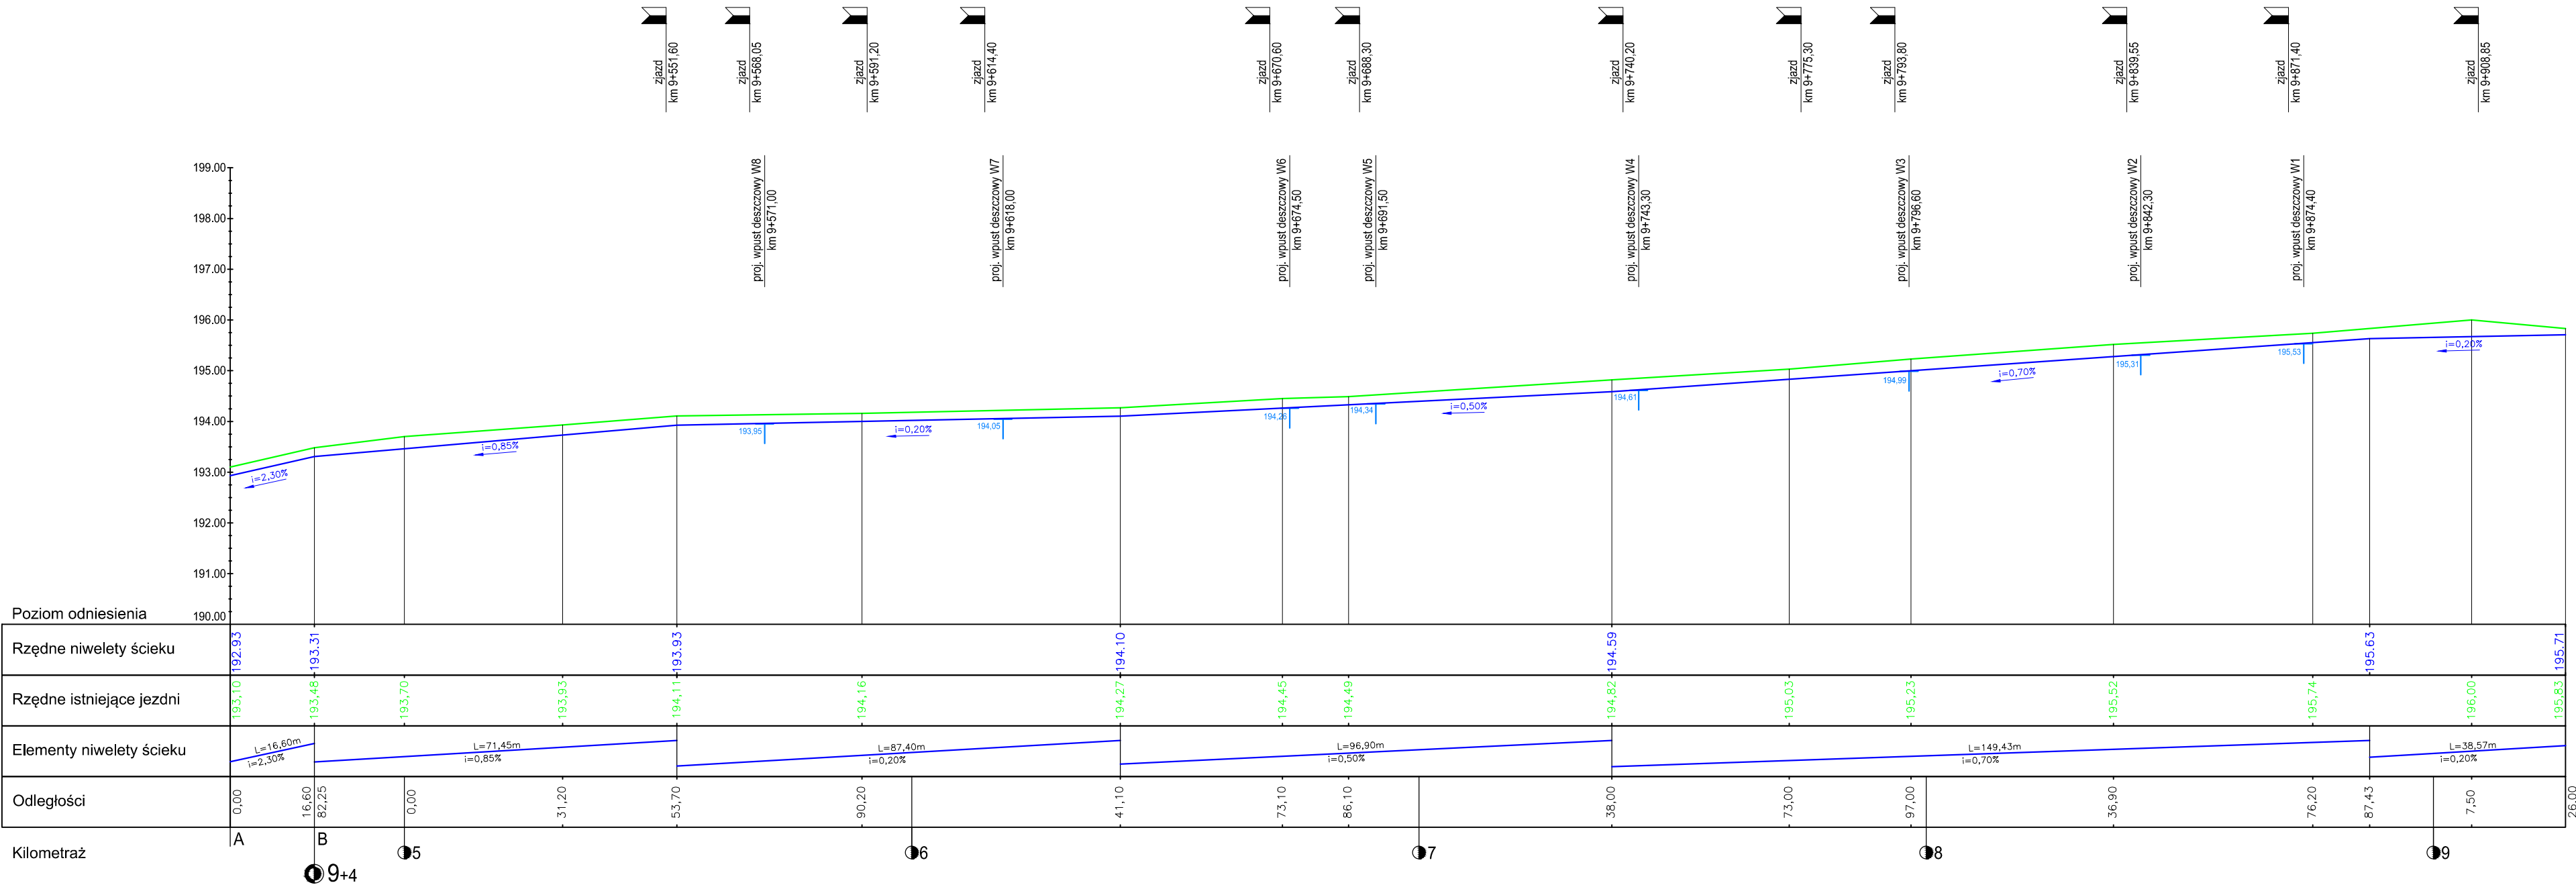 zjazd
km 9+551,60
zjazd
km 9+568,05
zjazd
km 9+591,20
zjazd
km 9+614,40
zjazd
km 9+670,60
zjazd
km 9+688,30
zjazd
km 9+740,20
zjazd
km 9+775,30
zjazd
km 9+793,80
zjazd
km 9+839,55
zjazd
km 9+871,40
zjazd
km 9+908,85
proj. wpust deszczowy W8
km 9+571,00
proj. wpust deszczowy W7
km 9+618,00
proj. wpust deszczowy W6
km 9+674,50
proj. wpust deszczowy W5
km 9+691,50
proj. wpust deszczowy W4
km 9+743,30
proj. wpust deszczowy W3
km 9+796,60
proj. wpust deszczowy W2
km 9+842,30
proj. wpust deszczowy W1
km 9+874,40
199.00
198.00
197.00
196.00
195.00
194.00
193.00
192.00
191.00
190.00
i=2,30%
i=0,85%
193,95
i=0,20%
194,05
194,26
194,34
i=0,50%
194,61
194,99
i=0,70%
195,31
195,53
i=0,20%
Poziom odniesienia
Rzędne niwelety ścieku
192.93
193.31
193.93
194.10
194.59
195.63
195.71
Rzędne istniejące jezdni
193,10
193,48
193,70
193,93
194,11
194,16
194,27
194,45
194,49
194,82
195,03
195,23
195,52
195,74
196,00
195,83
Elementy niwelety ścieku
L=16,60m
i=2,30%
L=71,45m
i=0,85%
L=87,40m
i=0,20%
L=96,90m
i=0,50%
L=149,43m
i=0,70%
L=38,57m
i=0,20%
Odległości
0,00
16,60
82,25
0,00
31,20
53,70
90,20
41,10
73,10
86,10
38,00
73,00
97,00
36,90
76,20
87,43
7,50
26,00
Kilometraż
A
B
9+4
5
6
7
8
9